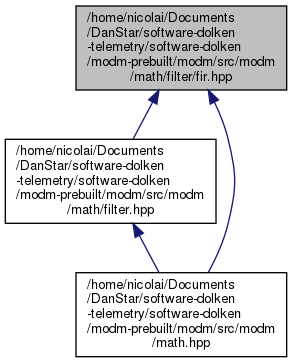 /home/nicolai/Documents
/DanStar/software-dolken
-telemetry/software-dolken
/modm-prebuilt/modm/src/modm
/math/filter/fir.hpp
/home/nicolai/Documents
/DanStar/software-dolken
-telemetry/software-dolken
/modm-prebuilt/modm/src/modm
/math/filter.hpp
/home/nicolai/Documents
/DanStar/software-dolken
-telemetry/software-dolken
/modm-prebuilt/modm/src/modm
/math.hpp